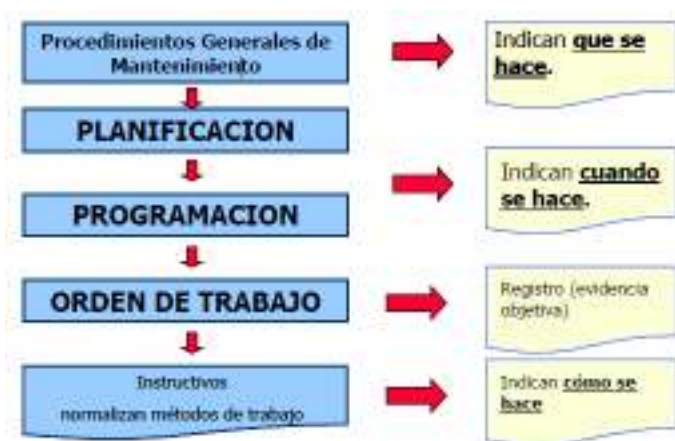 Procedimientos Generales de
Mantenimiento
Indican que se
hace.
PLANIFICACION
Indican cuando
se hace.
PROGRAMACION
ORDEN DE TRABAJO
Registro (evidencia
objetiva)
Instructivos
normalizan métodos de trabajo
Indican cómo se
hace